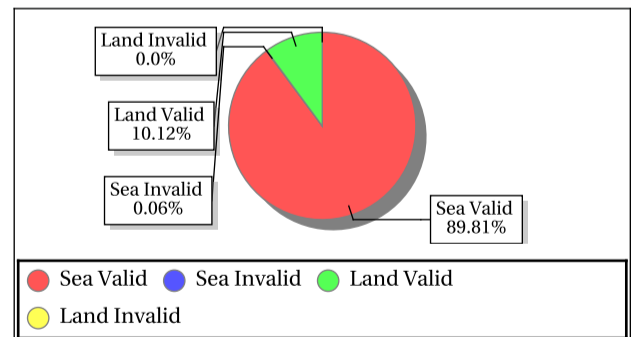 Land Invalid
0.0%
Land Valid
10.12%
Sea Invalid
0.06%
Sea Valid
89.81%
Sea Valid
Sea Invalid
Land Valid
Land Invalid